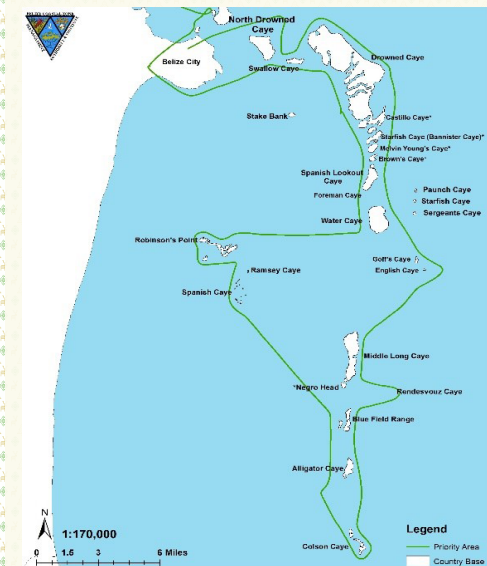 North Drowned
Caye
Belize City
Drowned Caye
Swallow Caye
Stake Bank
Castillo Caye*
Starfish Caye (Bannister Caye)*
Melvin Young's Caye*
Brown's Caye*
Spanish Lookout
Caye
Foreman Caye
Paunch Caye
Starfish Caye
Sergeants Caye
Water Caye
Robinson's Point
Goff's Caye
English Caye
Ramsey Caye
Spanish Caye
Middle Long Caye
*Negro Head
Rendesvouz Caye
Blue Field Range
Alligator Caye
Colson Caye
N
1:170,000
0 1.5 3 6 Miles
Legend
Priority Area
Country Base